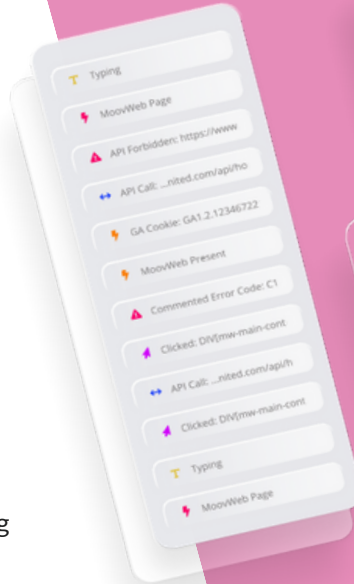 Typing
MoovWeb Page
API Forbidden: https://www
API Call: ...nited.com/api/ho
GA Cookie: GA1.2.12346722
MoovWeb Present
Commented Error Code: C1
Clicked: DIV[mw-main-cont
API Call: ...nited.com/api/h
Clicked: DIV[mw-main-cont
Typing
MoovWeb Page
g